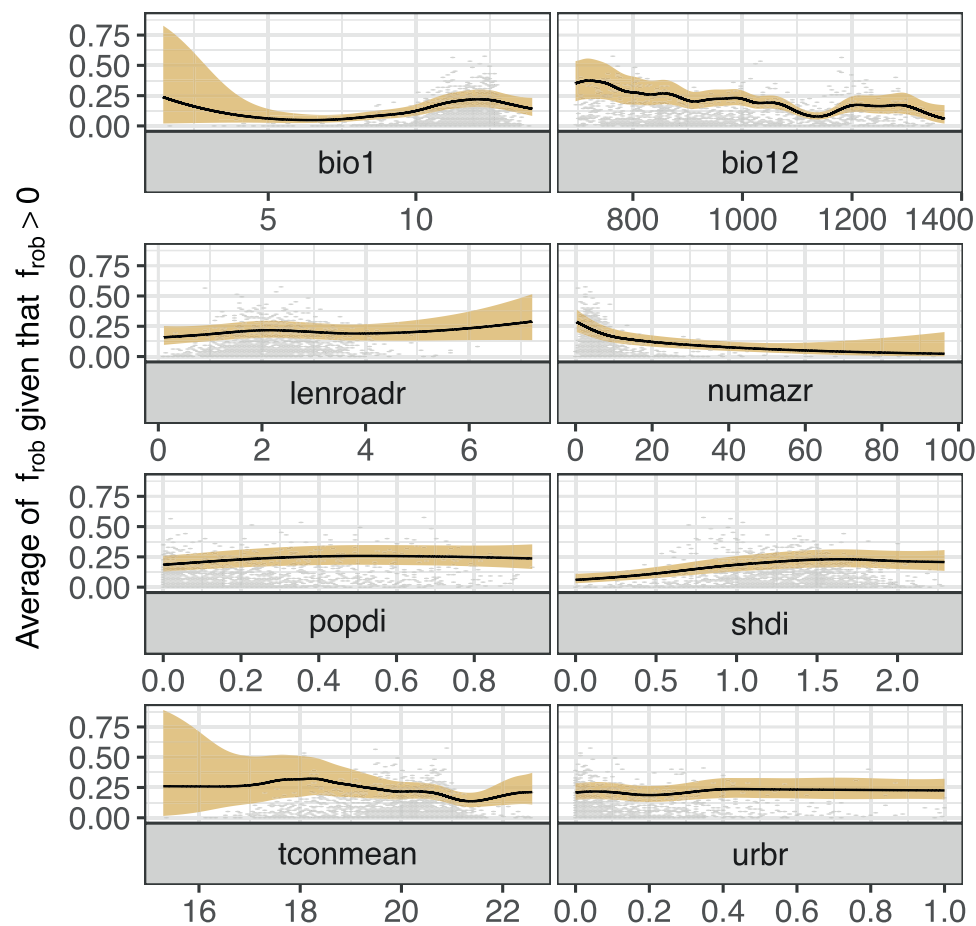 Average of f_rob given that f_rob > 0
0.75
0.50
0.25
0.00
bio1
bio12
5 10
800 1000 1200 1400
0.75
0.50
0.25
0.00
lenroadr
numazr
0 2 4 6
0 20 40 60 80 100
0.75
0.50
0.25
0.00
popdi
shdi
0.0 0.2 0.4 0.6 0.8
0.0 0.5 1.0 1.5 2.0
0.75
0.50
0.25
0.00
tconmean
urbr
16 18 20 22
0.0 0.2 0.4 0.6 0.8 1.0